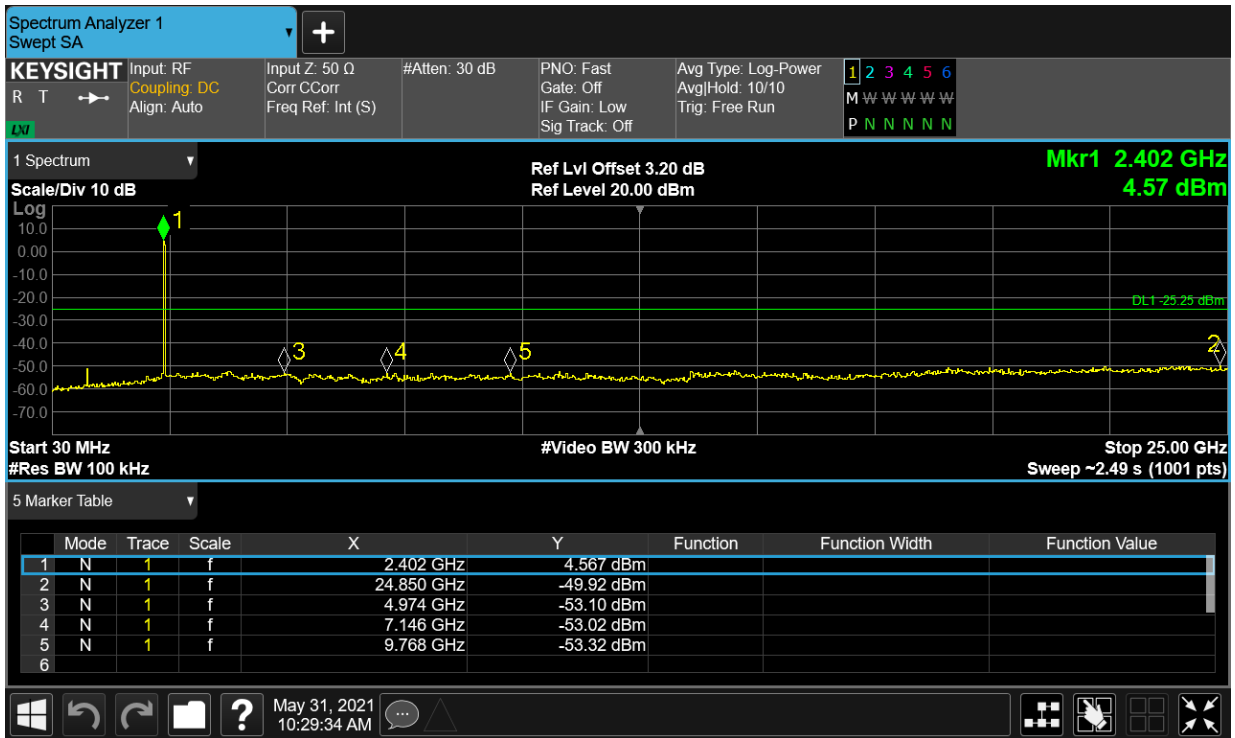 Spectrum Analyzer 1
Swept SA
KEYSIGHT
R T
LXI
Input: RF
Coupling: DC
Align: Auto
Input Z: 50 Ω
Corr CCorr
Freq Ref: Int (S)
#Atten: 30 dB
PNO: Fast
Gate: Off
IF Gain: Low
Sig Track: Off
Avg Type: Log-Power
Avg|Hold: 10/10
Trig: Free Run
1 2 3 4 5 6
M W W W W W
P N N N N N
1 Spectrum
Scale/Div 10 dB
Ref Lvl Offset 3.20 dB
Ref Level 20.00 dBm
Mkr1 2.402 GHz
4.57 dBm
Log
10.0
0.00
-10.0
-20.0
-30.0
-40.0
-50.0
-60.0
-70.0
1
DL1 -25.25 dBm
3
4
5
2
Start 30 MHz
#Res BW 100 kHz
#Video BW 300 kHz
Stop 25.00 GHz
Sweep ~2.49 s (1001 pts)
5 Marker Table
Mode Trace Scale X Y Function Function Width Function Value
1 N 1 f 2.402 GHz 4.567 dBm
2 N 1 f 24.850 GHz -49.92 dBm
3 N 1 f 4.974 GHz -53.10 dBm
4 N 1 f 7.146 GHz -53.02 dBm
5 N 1 f 9.768 GHz -53.32 dBm
6
?
May 31, 2021
10:29:34 AM